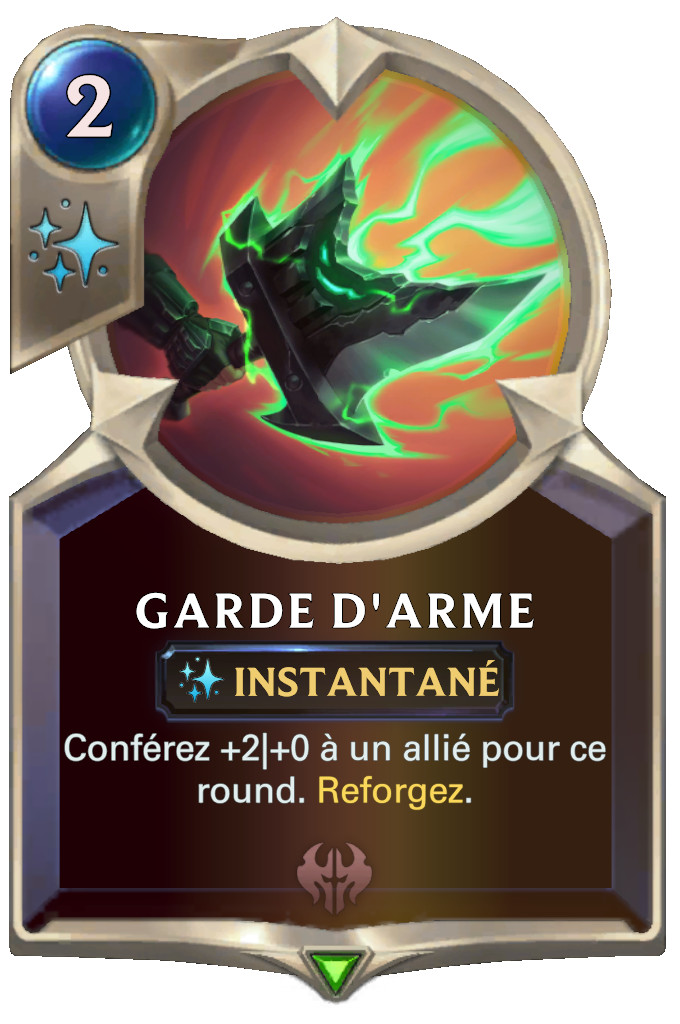 2
GARDE D'ARME
INSTANTANÉ
Conférez +2|+0 à un allié pour ce
round. Reforgez.